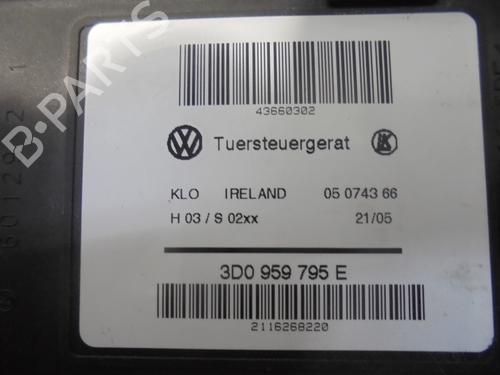 43660302
Tuersteuergerat
KLO IRELAND 05 0743 66
H 03 / S 02xx 21/05
3D0 959 795 E
2116268220
B-PARTS